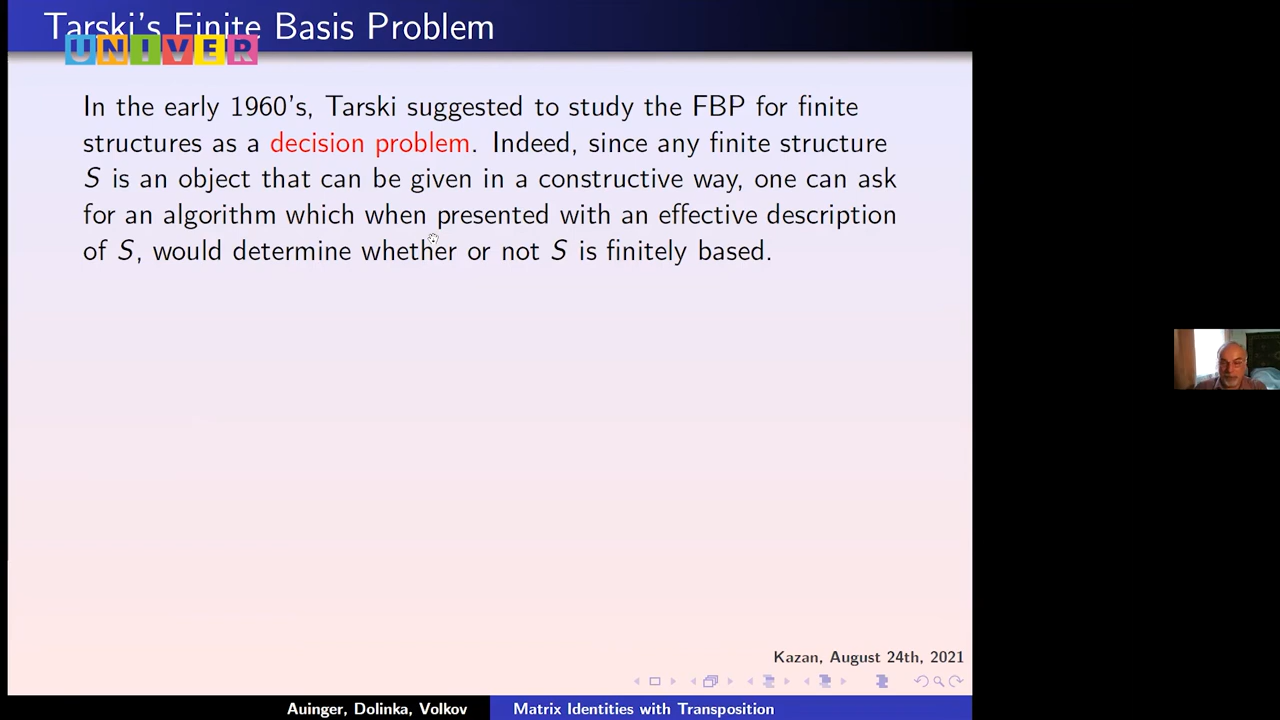 Tarski's Finite Basis Problem
UNIVER
In the early 1960's, Tarski suggested to study the FBP for finite
structures as a decision problem. Indeed, since any finite structure
S is an object that can be given in a constructive way, one can ask
for an algorithm which when presented with an effective description
of S, would determine whether or not S is finitely based.
Kazan, August 24th, 2021
Auinger, Dolinka, Volkov
Matrix Identities with Transposition